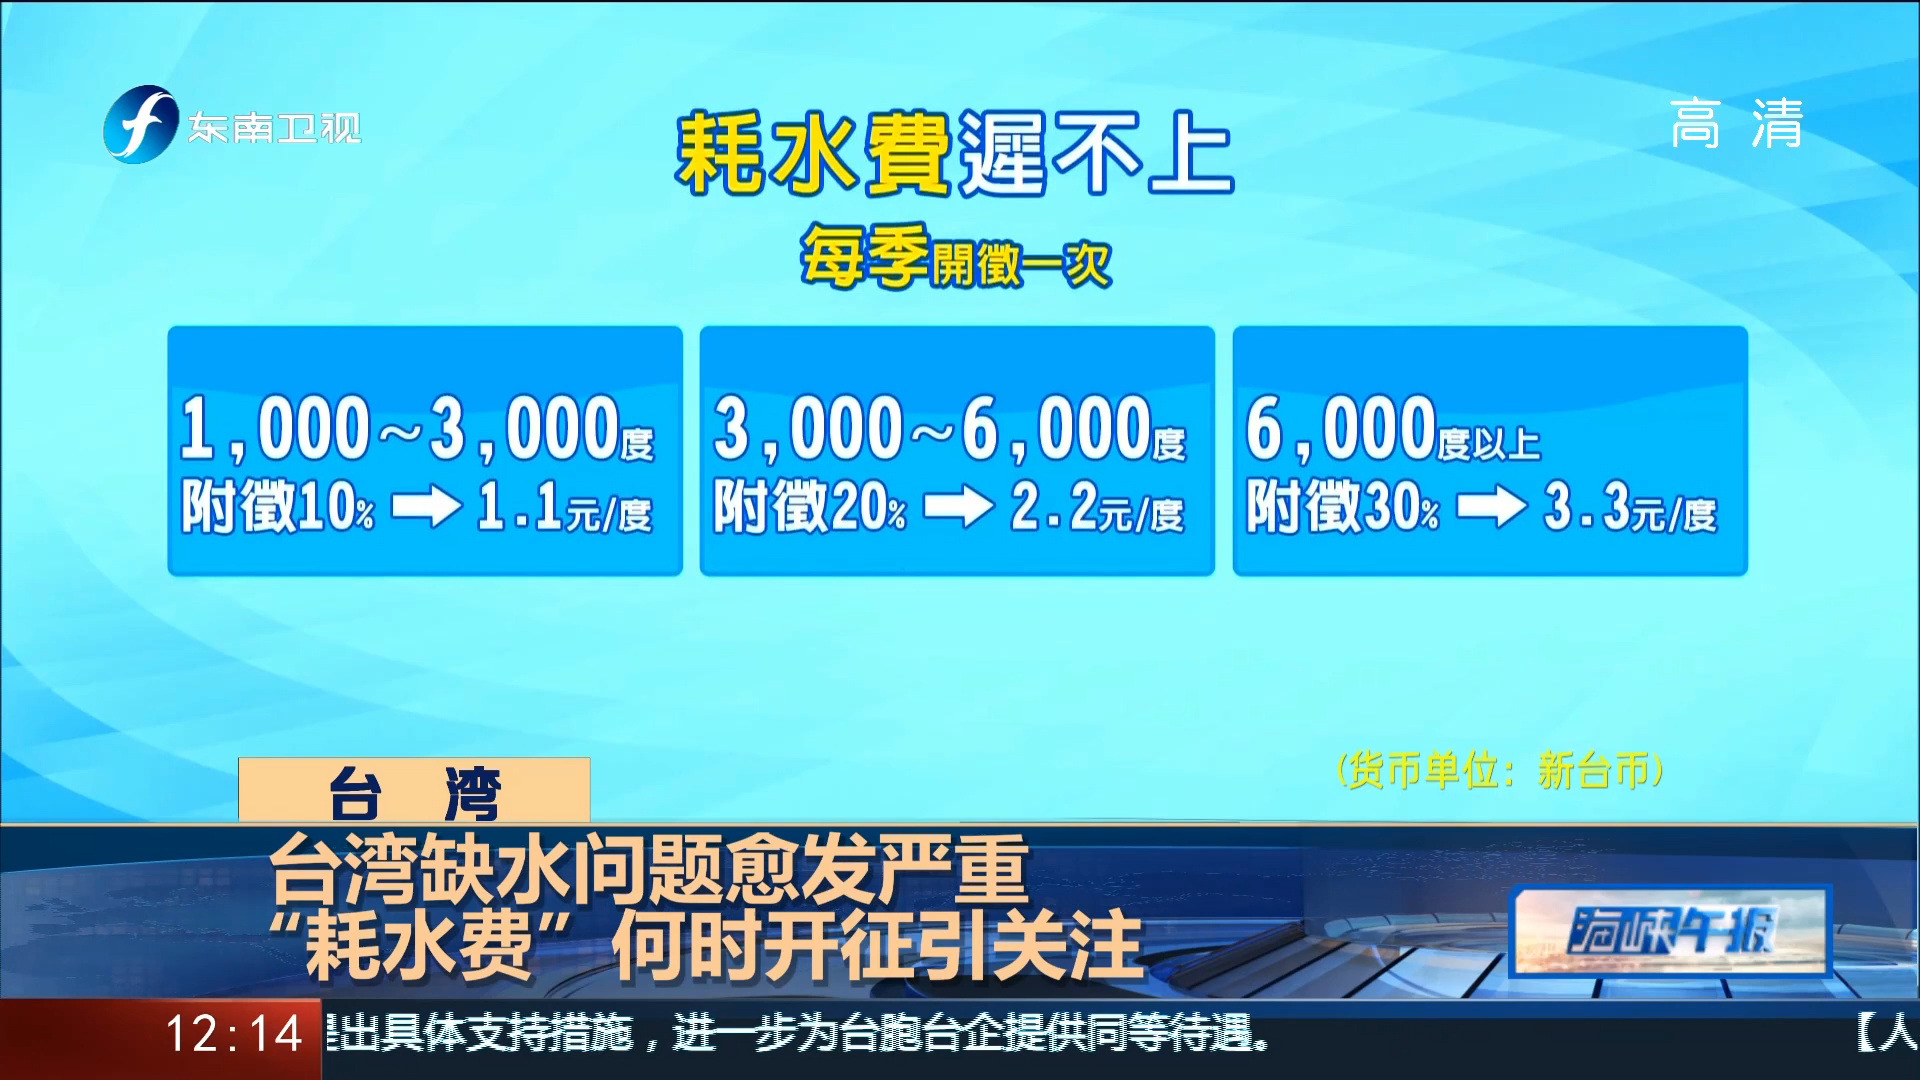 东南卫视
高清
耗水費遲不上
每季開徵一次
1,000～3,000度
附徵10% → 1.1元/度
3,000～6,000度
附徵20% → 2.2元/度
6,000度以上
附徵30% → 3.3元/度
(货币单位：新台币)
台 湾
台湾缺水问题愈发严重
“耗水费”何时开征引关注
海峡午报
12:14
出具体支持措施，进一步为台胞台企提供同等待遇。
【人